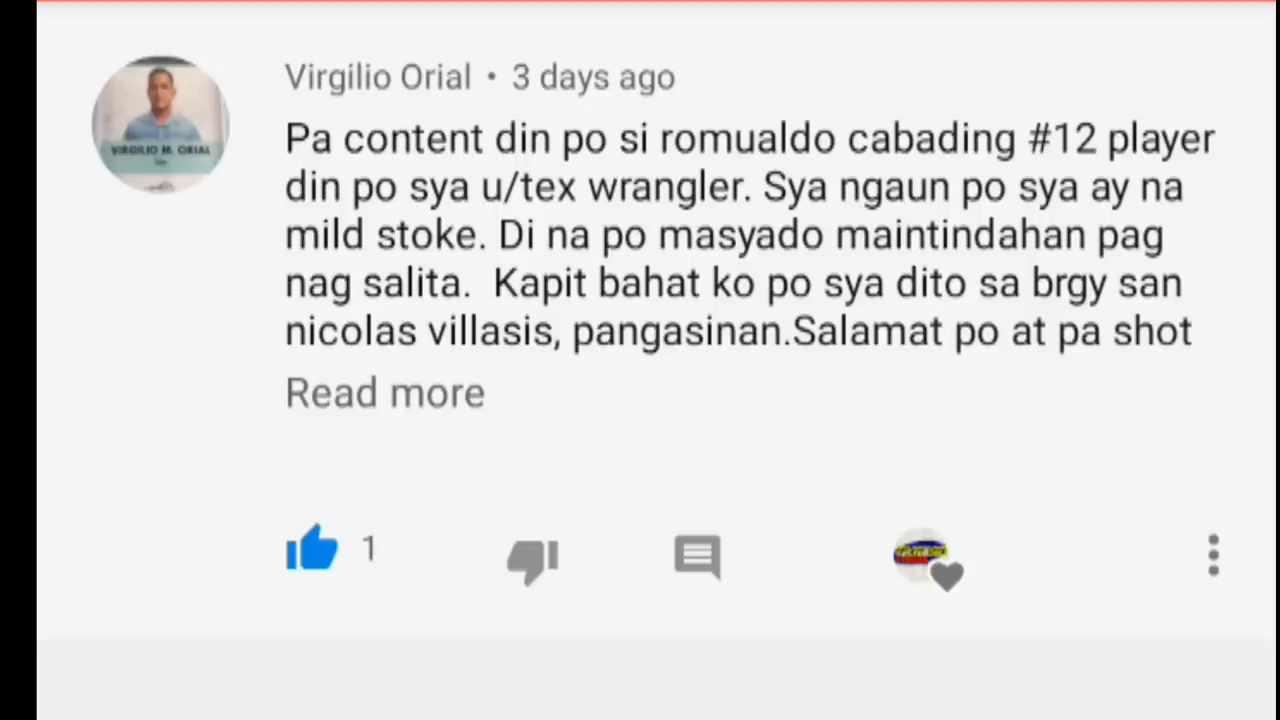 Virgilio Orial • 3 days ago
Pa content din po si romualdo cabading #12 player
din po sya u/tex wrangler. Sya ngaun po sya ay na
mild stoke. Di na po masyado maintindahan pag
nag salita.  Kapit bahat ko po sya dito sa brgy san
nicolas villasis, pangasinan.Salamat po at pa shot
Read more
1
VIRGILIO M. ORIAL